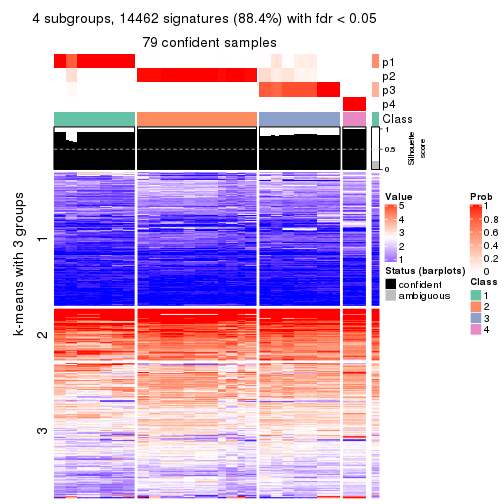 4 subgroups, 14462 signatures (88.4%) with fdr < 0.05
79 confident samples
p1
p2
p3
p4
Class
1
0.5
0
Silhouette
score
k-means with 3 groups
1
2
3
Value
5
4
3
2
1
Status (barplots)
confident
ambiguous
Prob
1
0.8
0.6
0.4
0.2
0
Class
1
2
3
4